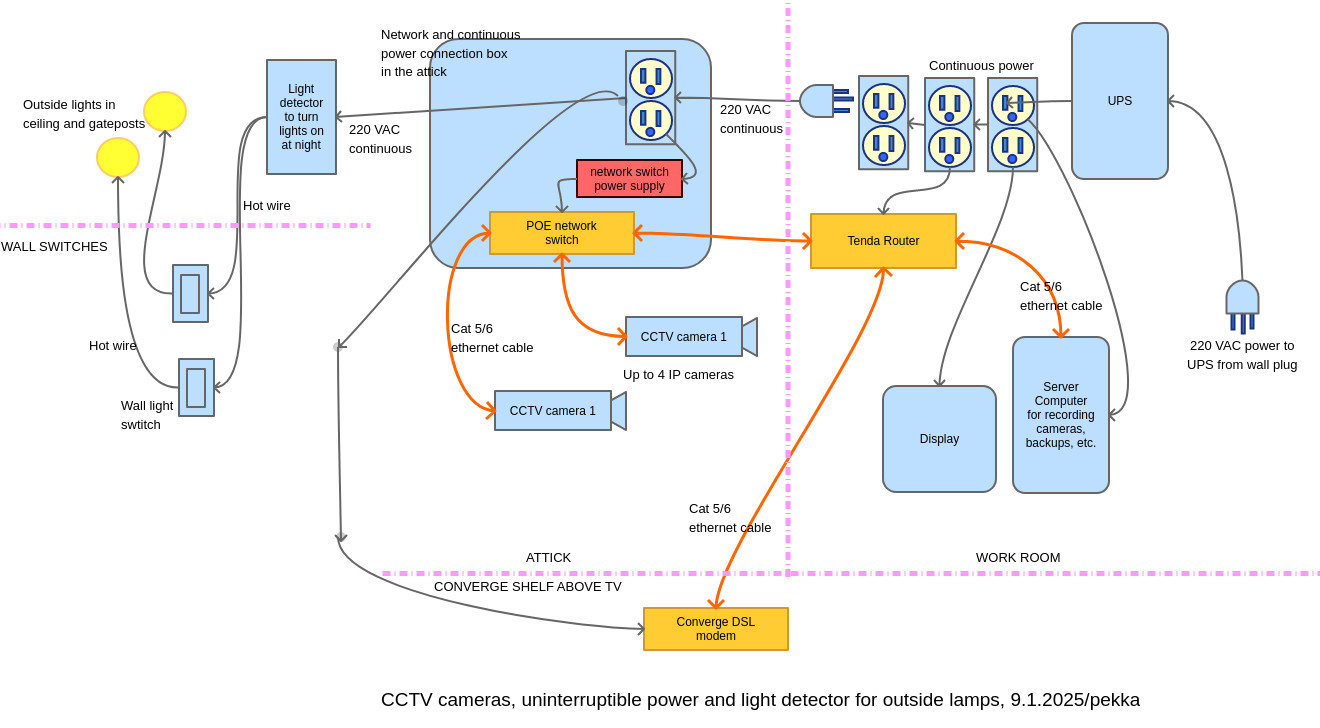 Network and continuous
power connection box
in the attick
Continuous power
Light
detector
to turn
lights on
at night
Outside lights in
ceiling and gateposts
220 VAC
continuous
220 VAC
continuous
UPS
network switch
power supply
Hot wire
WALL SWITCHES
POE network
switch
Tenda Router
Cat 5/6
ethernet cable
Cat 5/6
ethernet cable
CCTV camera 1
Hot wire
220 VAC power to
UPS from wall plug
Up to 4 IP cameras
Wall light
swtitch
CCTV camera 1
Display
Server
Computer
for recording
cameras,
backups, etc.
Cat 5/6
ethernet cable
ATTICK
WORK ROOM
CONVERGE SHELF ABOVE TV
Converge DSL
modem
CCTV cameras, uninterruptible power and light detector for outside lamps, 9.1.2025/pekka